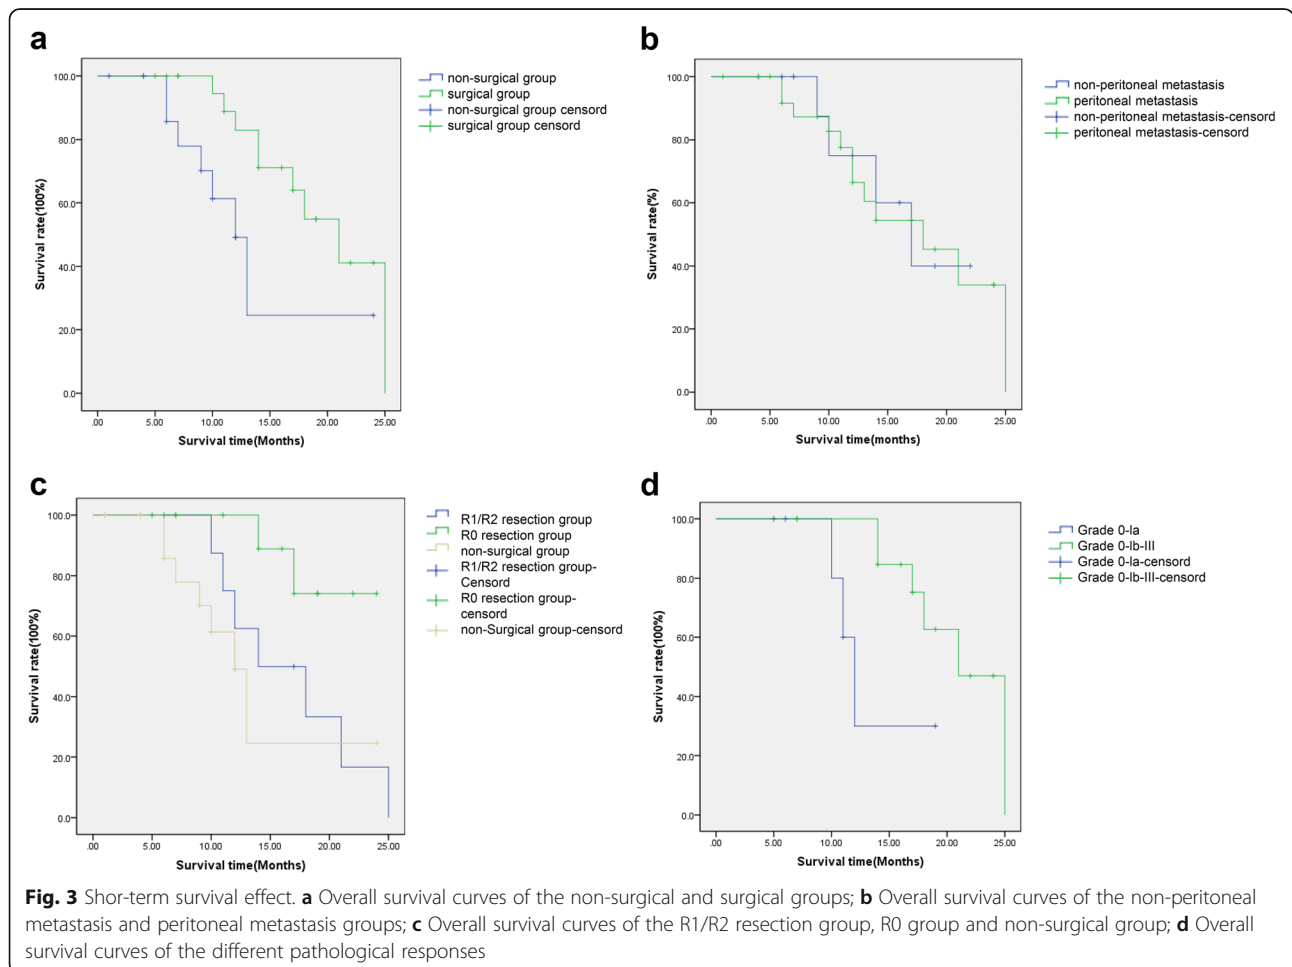 a
100.0
80.0
60.0
40.0
20.0
0.0
Survival rate(100%)
.00 5.00 10.00 15.00 20.00 25.00
Survival time(Months)
non-surgical group
surgical group
non-surgical group censord
surgical group censord
b
100.0
80.0
60.0
40.0
20.0
0.0
Survival rate(%)
.00 5.00 10.00 15.00 20.00 25.00
Survival time(months)
non-peritoneal metastasis
peritoneal metastasis
non-peritoneal metastasis-censord
peritoneal metastasis-censord
c
100.0
80.0
60.0
40.0
20.0
0.0
Survival rate(100%)
.00 5.00 10.00 15.00 20.00 25.00
Survival time(Months)
R1/R2 resection group
R0 resection group
non-surgical group
R1/R2 resection group-
Censord
R0 resection group-
censord
non-Surgical group-censord
d
100.0
80.0
60.0
40.0
20.0
0.0
Survival rate(100%)
.00 5.00 10.00 15.00 20.00 25.00
Survival time(Months)
Grade 0-Ia
Grade 0-Ib-III
Grade 0-Ia-censord
Grade 0-Ib-III-censord
Fig. 3 Shor-term survival effect. a Overall survival curves of the non-surgical and surgical groups; b Overall survival curves of the non-peritoneal
metastasis and peritoneal metastasis groups; c Overall survival curves of the R1/R2 resection group, R0 group and non-surgical group; d Overall
survival curves of the different pathological responses